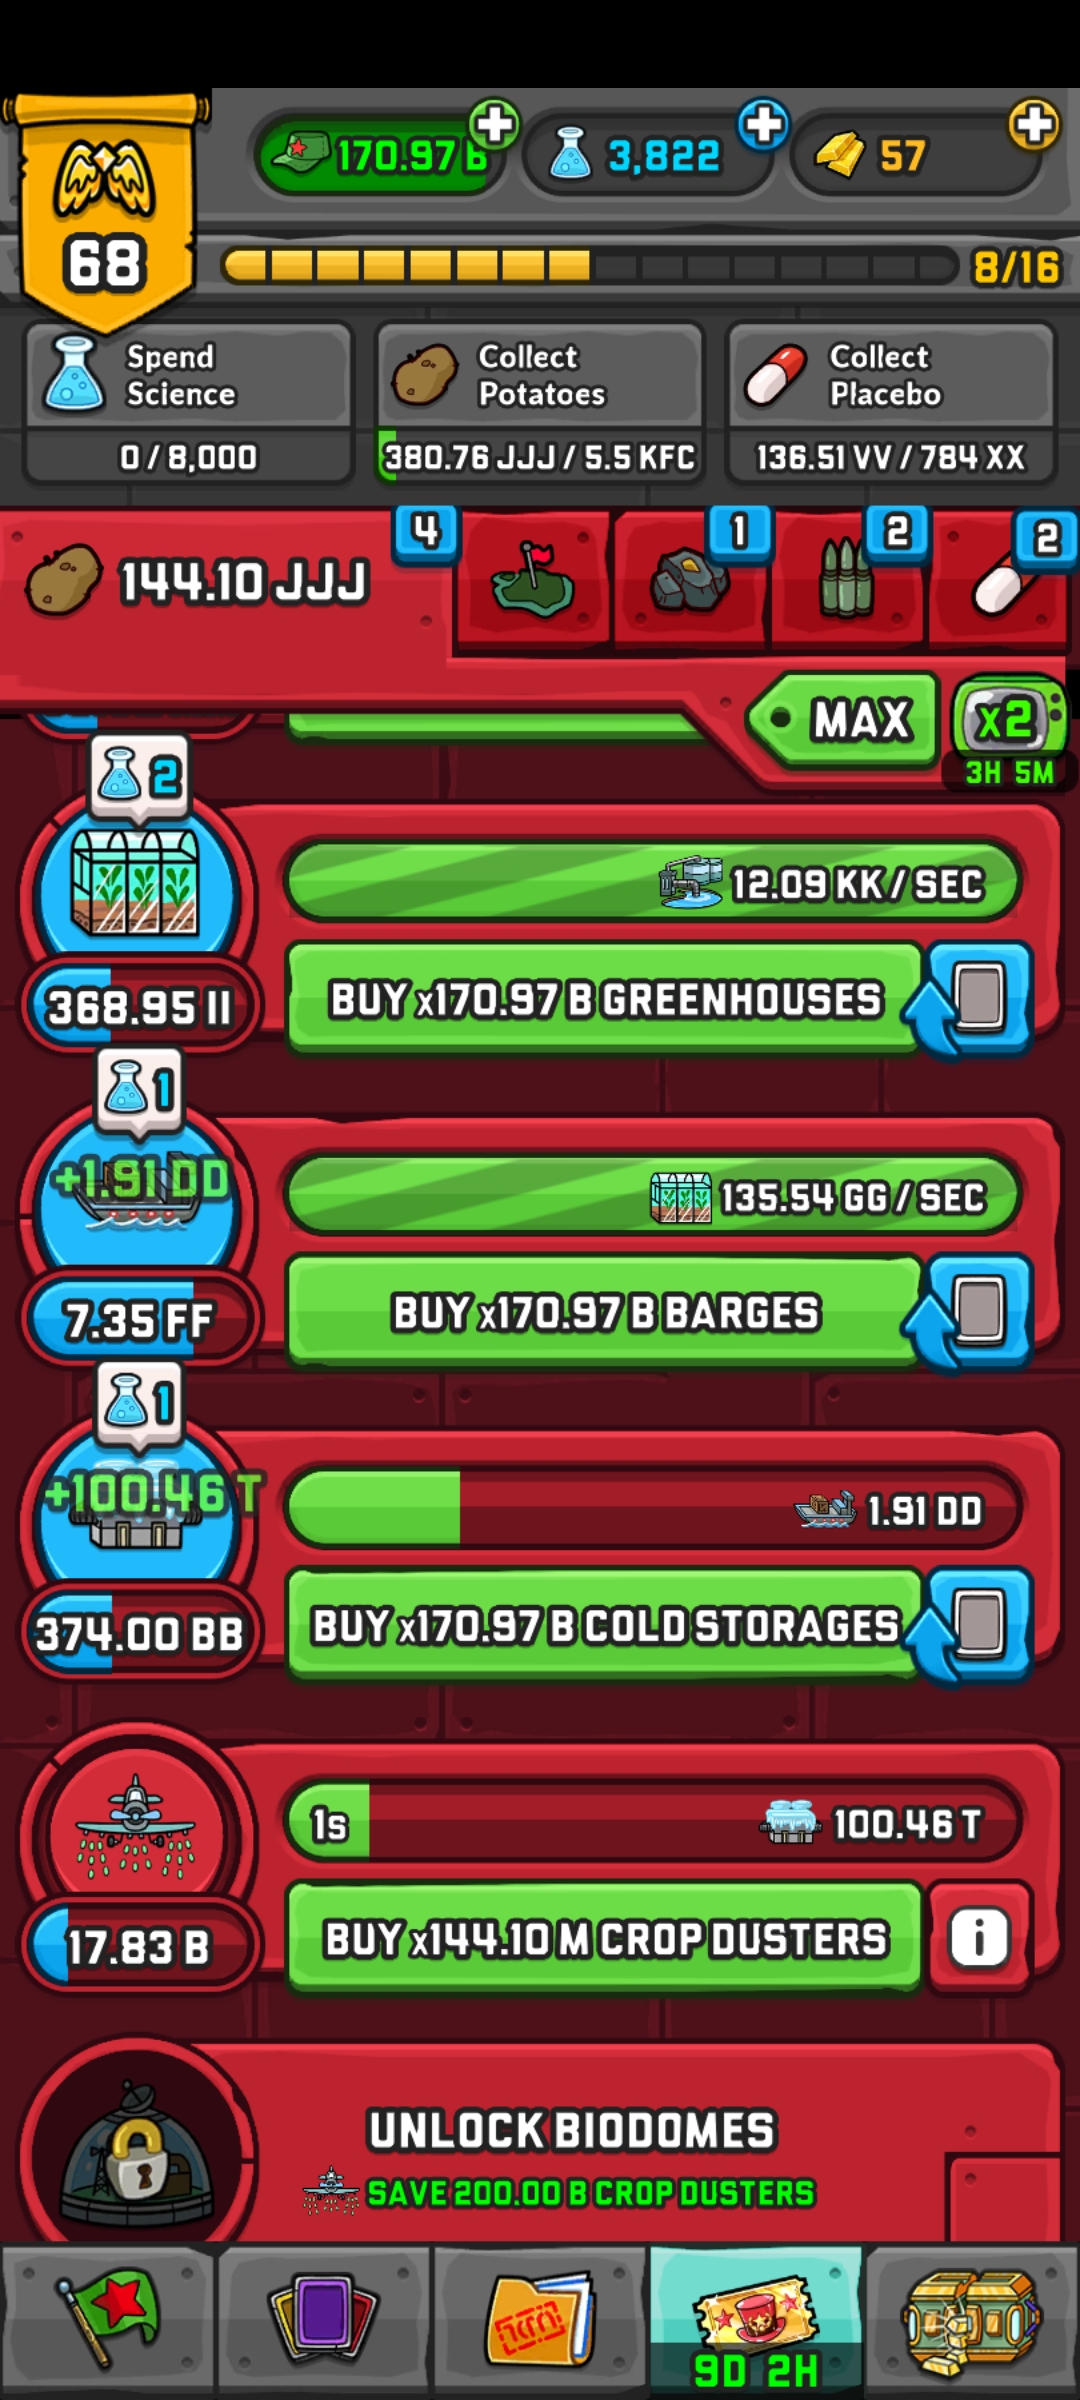 68
170.97 B
3,822
57
8/16
Spend
Science
0 / 8,000
Collect
Potatoes
380.76 JJJ / 5.5 KFC
Collect
Placebo
136.51 VV / 784 XX
144.10 JJJ
4
1
2
2
MAX
x2
3H 5M
2
12.09 KK / SEC
368.95 II
BUY x170.97 B GREENHOUSES
1
+1.91 DD
135.54 GG / SEC
7.35 FF
BUY x170.97 B BARGES
1
+100.46 T
1.91 DD
374.00 BB
BUY x170.97 B COLD STORAGES
1s
100.46 T
17.83 B
BUY x144.10 M CROP DUSTERS
i
UNLOCK BIODOMES
SAVE 200.00 B CROP DUSTERS
9D 2H